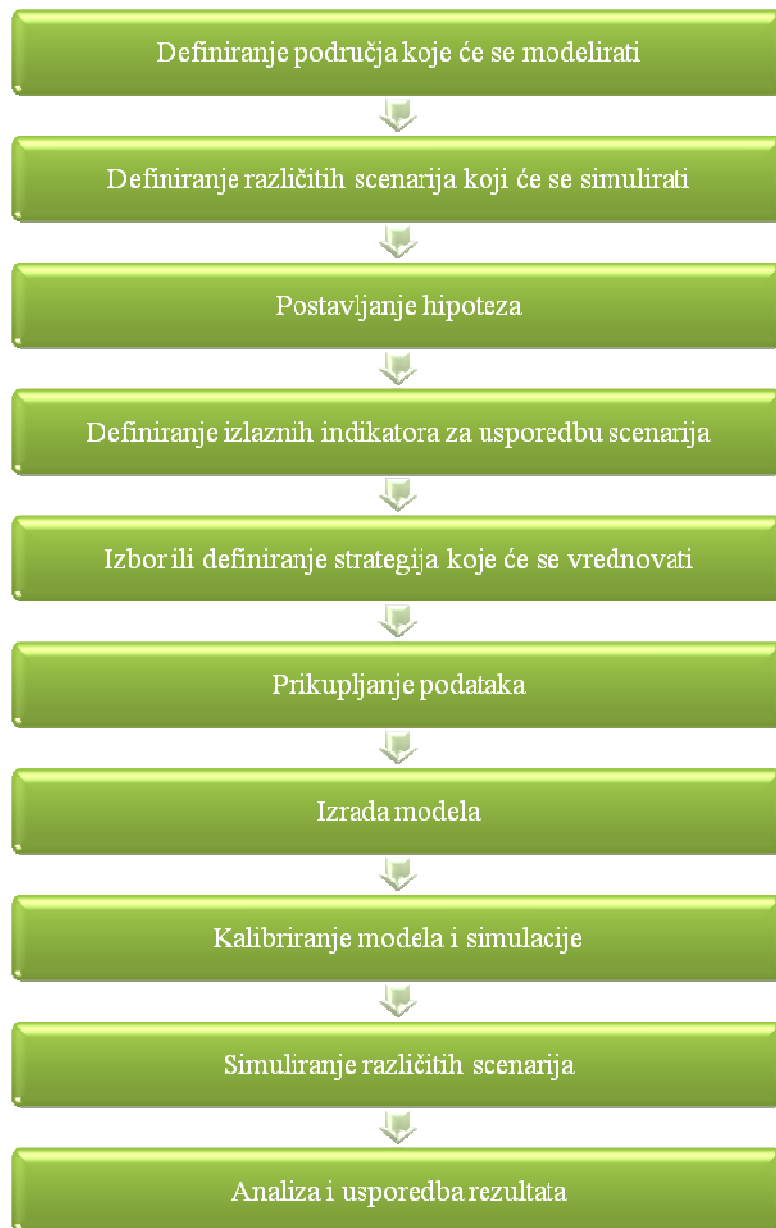 Definiranje područja koje će se modelirati
Definiranje različitih scenarija koji će se simulirati
Postavljanje hipoteza
Definiranje izlaznih indikatora za usporedbu scenarija
Izbor ili definiranje strategija koje će se vrednovati
Prikupljanje podataka
Izrada modela
Kalibriranje modela i simulacije
Simuliranje različitih scenarija
Analiza i usporedba rezultata